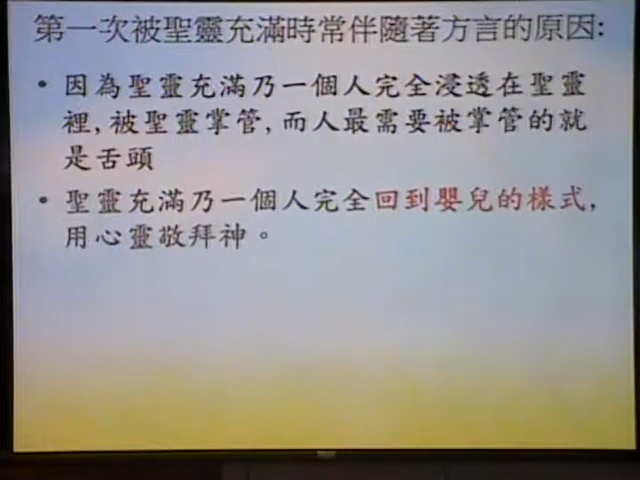 第一次被聖靈充滿時常伴隨著方言的原因:
• 因為聖靈充滿乃一個人完全浸透在聖靈
裡,被聖靈掌管,而人最需要被掌管的就
是舌頭
• 聖靈充滿乃一個人完全回到嬰兒的樣式,
用心靈敬拜神。